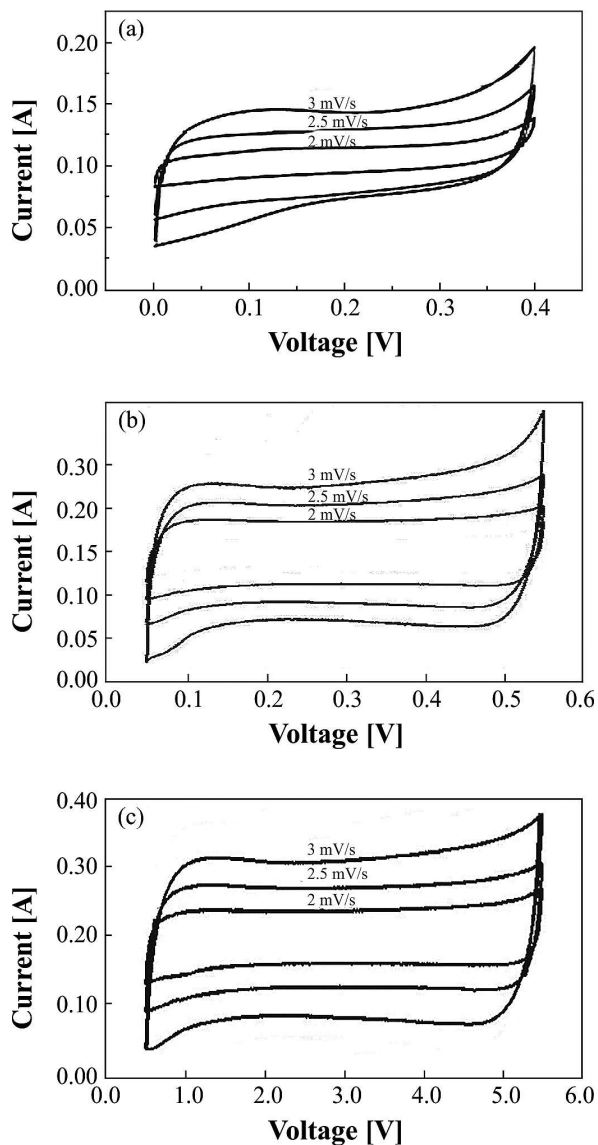 (a)
0.20
0.15
0.10
0.05
0.00
Current [A]
3 mV/s
2.5 mV/s
2 mV/s
0.0 0.1 0.2 0.3 0.4
Voltage [V]
(b)
0.30
0.20
0.15
0.10
0.05
0.00
Current [A]
3 mV/s
2.5 mV/s
2 mV/s
0.0 0.1 0.2 0.3 0.4 0.5 0.6
Voltage [V]
(c)
0.40
0.30
0.20
0.10
0.00
Current [A]
3 mV/s
2.5 mV/s
2 mV/s
0.0 1.0 2.0 3.0 4.0 5.0 6.0
Voltage [V]